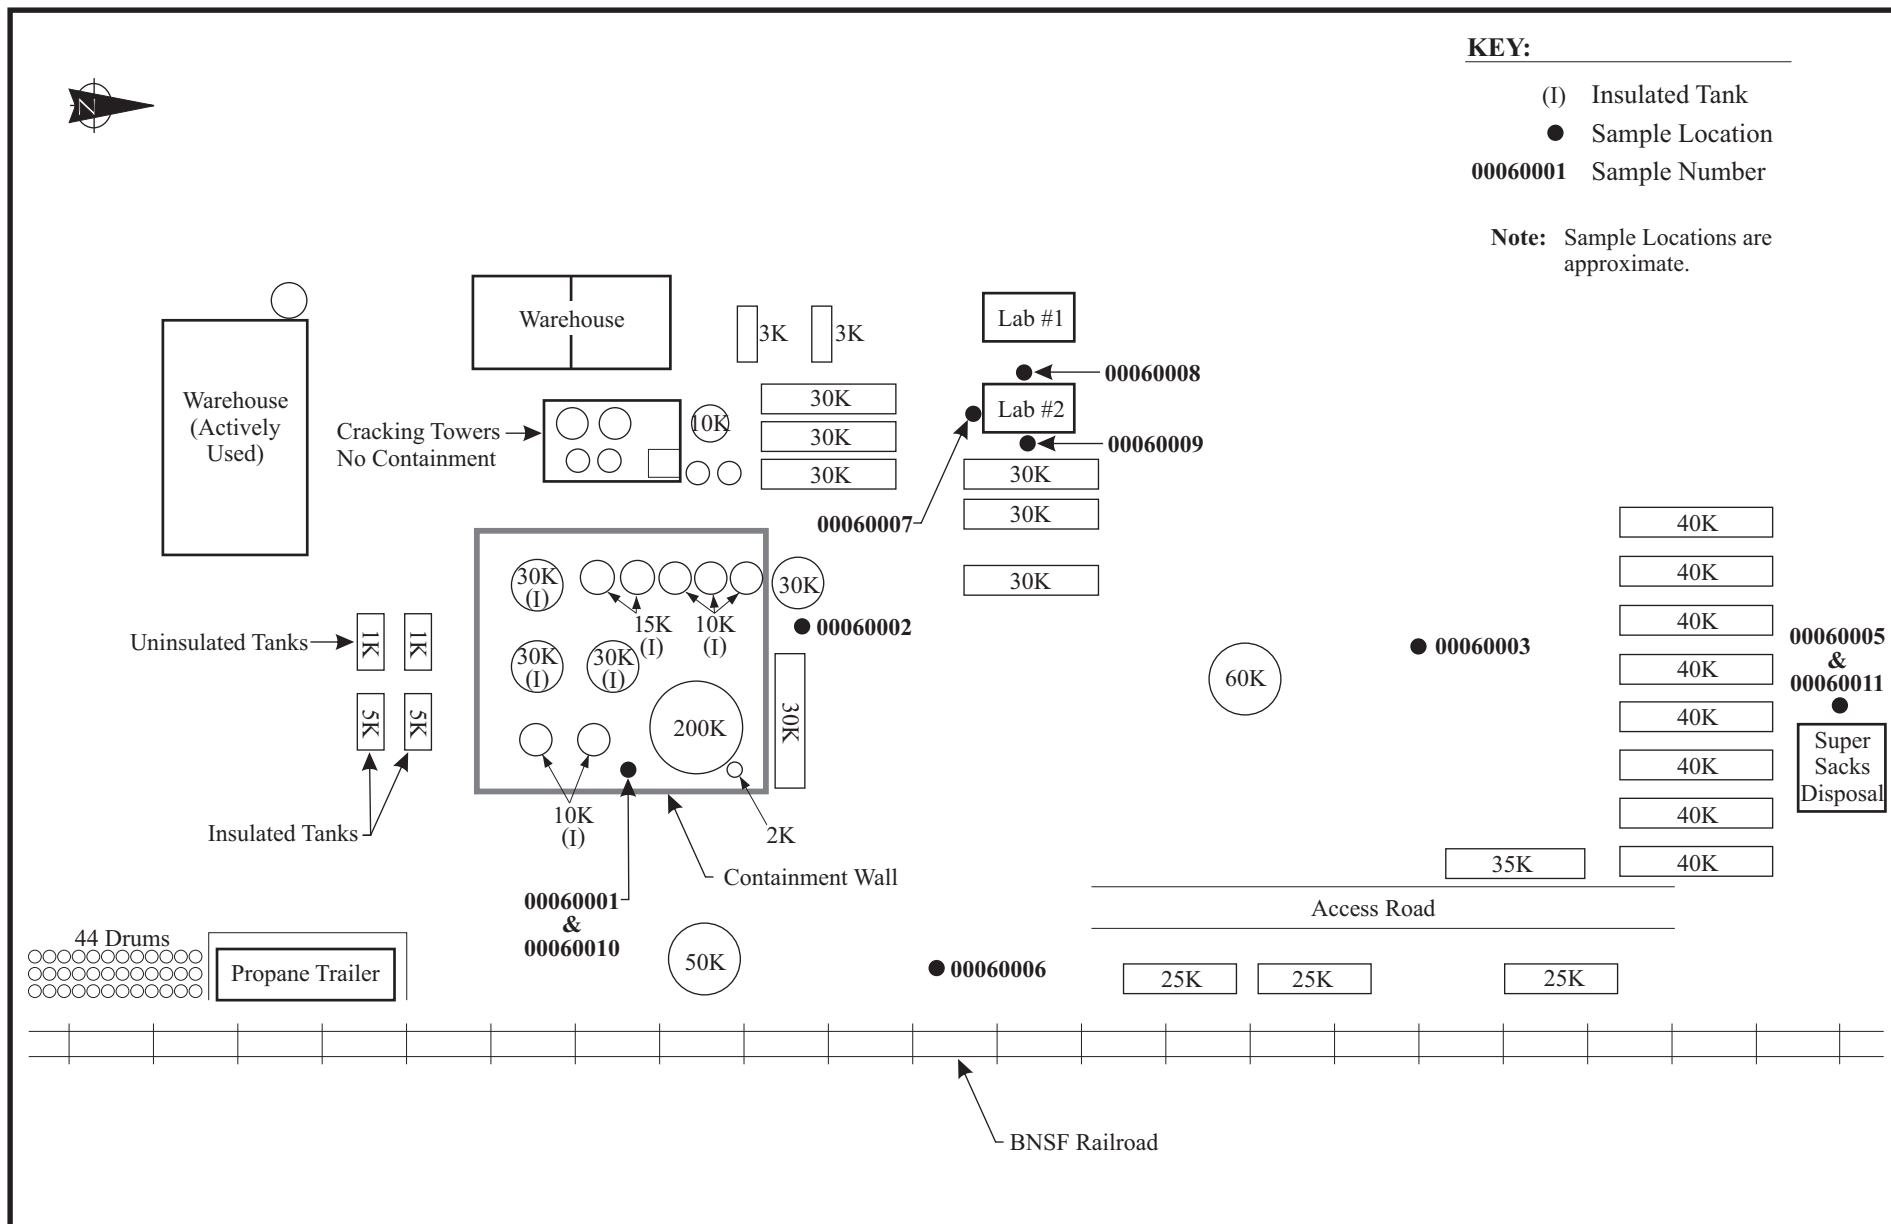 KEY:
(I) Insulated Tank
Sample Location
00060001 Sample Number
Note: Sample Locations are
approximate.
N
Warehouse
(Actively
Used)
Warehouse
3K
3K
Lab #1
00060008
Lab #2
00060009
00060007
Cracking Towers
No Containment
10K
30K
30K
30K
30K
30K
30K
30K
(I)
15K
(I)
10K
(I)
30K
00060002
30K
(I)
30K
(I)
200K
30K
10K
(I)
2K
Uninsulated Tanks
1K
1K
5K
5K
Insulated Tanks
Containment Wall
00060001
&
00060010
60K
00060003
40K
40K
40K
40K
40K
40K
40K
40K
00060005
&
00060011
Super
Sacks
Disposal
35K
Access Road
44 Drums
Propane Trailer
50K
00060006
25K
25K
25K
BNSF Railroad